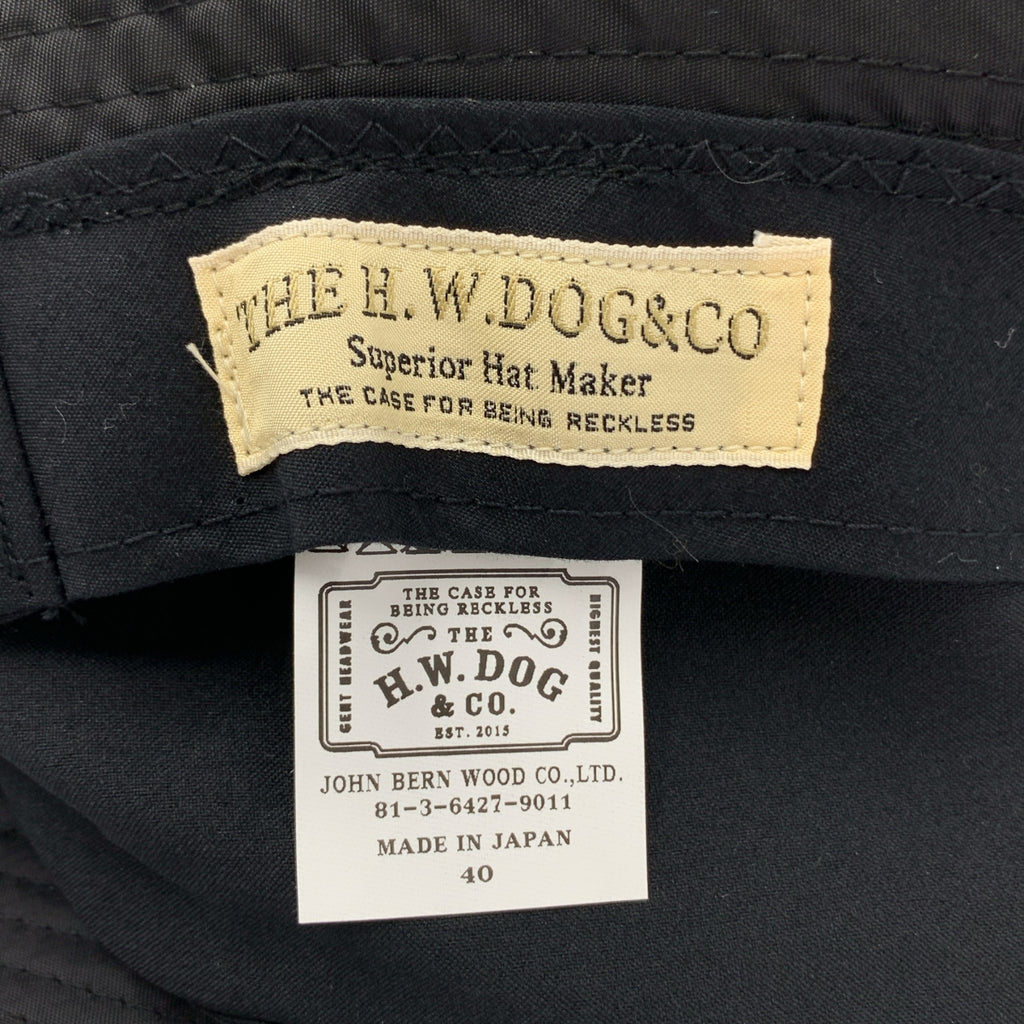 THE H.W.DOG&CO
Superior Hat Maker
THE CASE FOR BEING RECKLESS
THE CASE FOR
BEING RECKLESS
GENT HEADWEAR
HIGHEST QUALITY
THE
H.W. DOG
& CO.
EST. 2015
JOHN BERN WOOD CO.,LTD.
81-3-6427-9011
MADE IN JAPAN
40